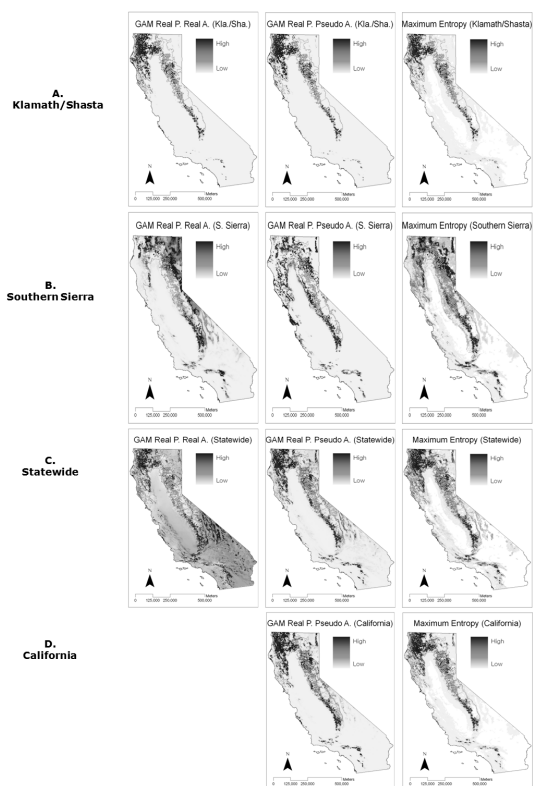 GAM Real P. Real A. (Kla./Sha.)
High
Low
N
Meters
0 125,000 250,000 500,000
GAM Real P. Pseudo A. (Kla./Sha.)
High
Low
N
Meters
0 125,000 250,000 500,000
Maximum Entropy (Klamath/Shasta)
High
Low
N
Meters
0 125,000 250,000 500,000
A.
Klamath/Shasta
GAM Real P. Real A. (S. Sierra)
High
Low
N
Meters
0 125,000 250,000 500,000
GAM Real P. Pseudo A. (S. Sierra)
High
Low
N
Meters
0 125,000 250,000 500,000
Maximum Entropy (Southern Sierra)
High
Low
N
Meters
0 125,000 250,000 500,000
B.
Southern Sierra
GAM Real P. Real A. (Statewide)
High
Low
N
Meters
0 125,000 250,000 500,000
GAM Real P. Pseudo A. (Statewide)
High
Low
N
Meters
0 125,000 250,000 500,000
Maximum Entropy (Statewide)
High
Low
N
Meters
0 125,000 250,000 500,000
C.
Statewide
D.
California
GAM Real P. Pseudo A. (California)
High
Low
N
Meters
0 125,000 250,000 500,000
Maximum Entropy (California)
High
Low
N
Meters
0 125,000 250,000 500,000